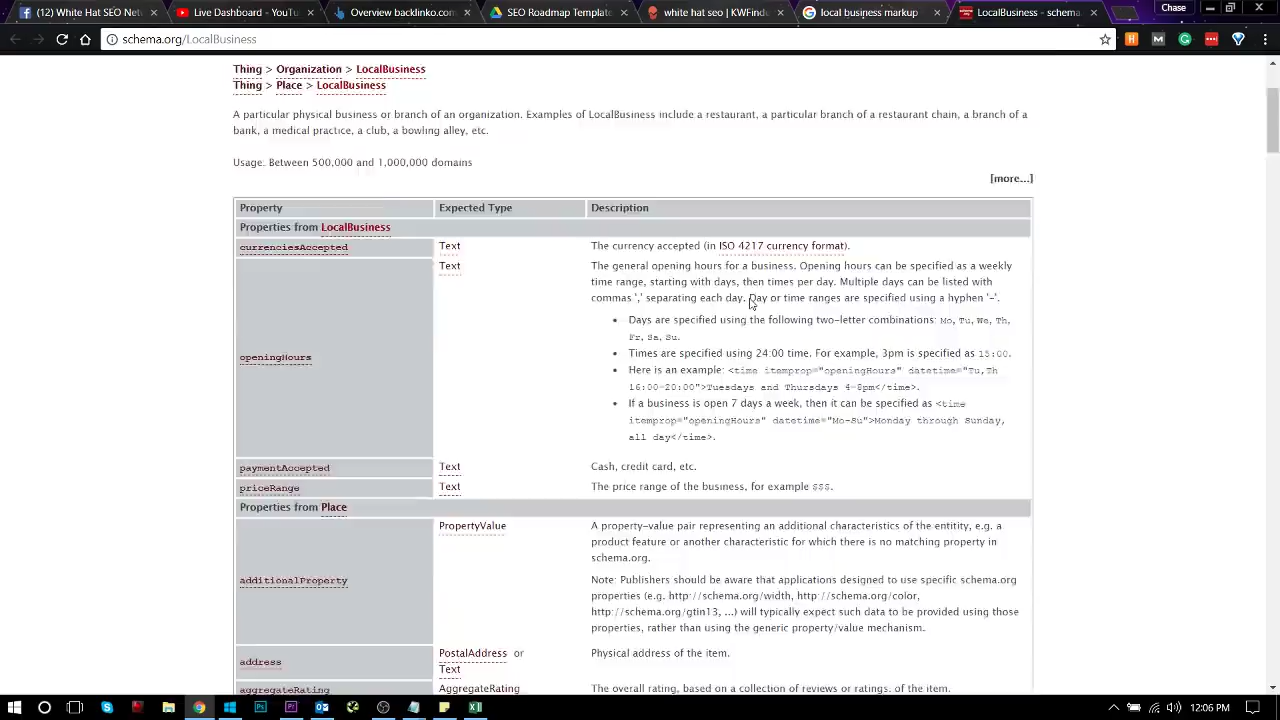 White Hat SEO Net
Live Dashboard - YouTu
Overview backlinko.com
SEO Roadmap Template
white hat seo | KWFind
local business markup
LocalBusiness - schema
Chase
schema.org/LocalBusiness
Thing > Organization > LocalBusiness
Thing > Place > LocalBusiness
A particular physical business or branch of an organization. Examples of LocalBusiness include a restaurant, a particular branch of a restaurant chain, a branch of a
bank, a medical practice, a club, a bowling alley, etc.
Usage: Between 500,000 and 1,000,000 domains
[more...]
Property Expected Type Description
Properties from LocalBusiness
currenciesAccepted Text The currency accepted (in ISO 4217 currency format).
Text The general opening hours for a business. Opening hours can be specified as a weekly
time range, starting with days, then times per day. Multiple days can be listed with
commas ',' separating each day. Day or time ranges are specified using a hyphen '-'.
• Days are specified using the following two-letter combinations: Mo, Tu, We, Th,
Fr, Sa, Su.
• Times are specified using 24:00 time. For example, 3pm is specified as 15:00.
openingHours
• Here is an example: <time itemprop="openingHours" datetime="Tu,Th
16:00-20:00">Tuesdays and Thursdays 4-8pm</time>.
• If a business is open 7 days a week, then it can be specified as <time
itemprop="openingHours" datetime="Mo-Su">Monday through Sunday,
all day</time>.
paymentAccepted Text Cash, credit card, etc.
priceRange Text The price range of the business, for example $$$.
Properties from Place
PropertyValue A property-value pair representing an additional characteristics of the entity, e.g. a
product feature or another characteristic for which there is no matching property in
schema.org.
additionalProperty
Note: Publishers should be aware that applications designed to use specific schema.org
properties (e.g. http://schema.org/width, http://schema.org/color,
http://schema.org/gtin13, ...) will typically expect such data to be provided using those
properties, rather than using the generic property/value mechanism.
address PostalAddress or Physical address of the item.
Text
aggregateRating AggregateRating The overall rating, based on a collection of reviews or ratings, of the item.
12:06 PM